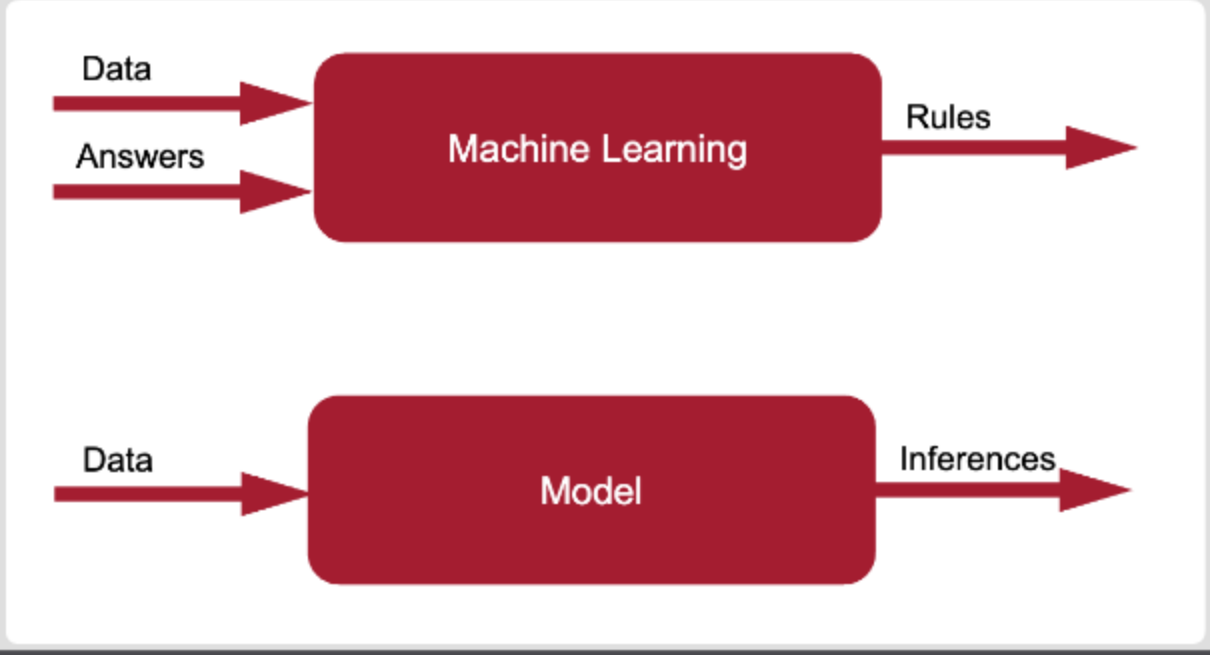 Data
Answers
Machine Learning
Rules
Data
Model
Inferences